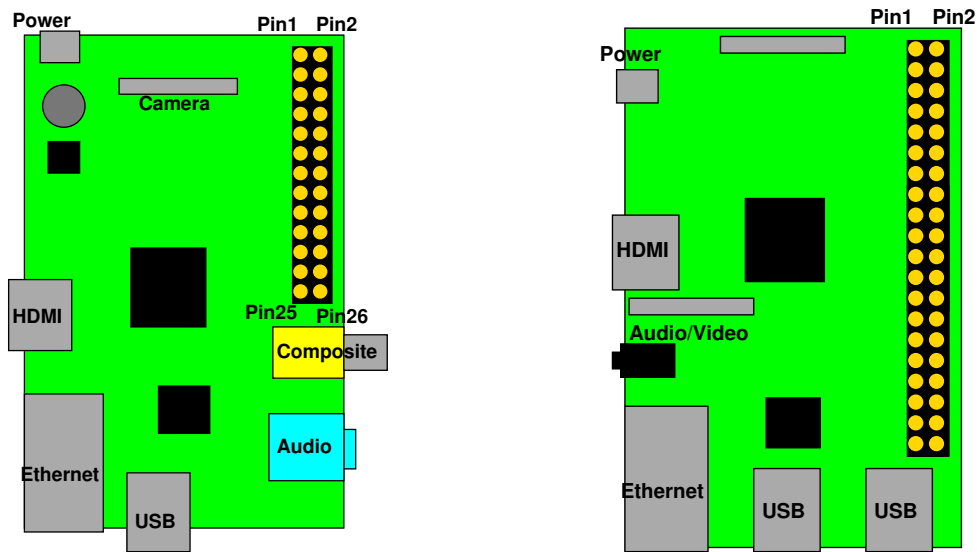 Power
Pin1 Pin2
Camera
HDMI
Pin25 Pin26
Composite
Audio
Ethernet
USB
Pin1 Pin2
Power
HDMI
Audio/Video
Ethernet
USB USB